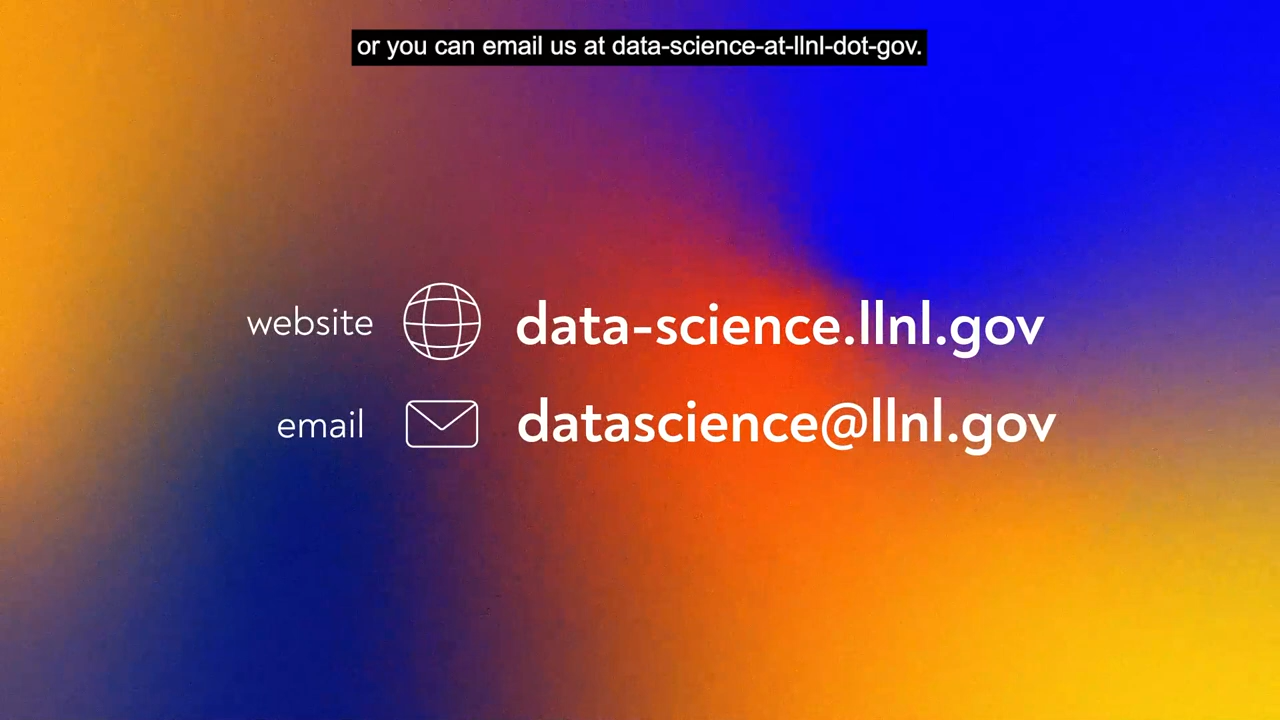 or you can email us at data-science-at-llnl-dot-gov.
website data-science.llnl.gov
email datascience@llnl.gov